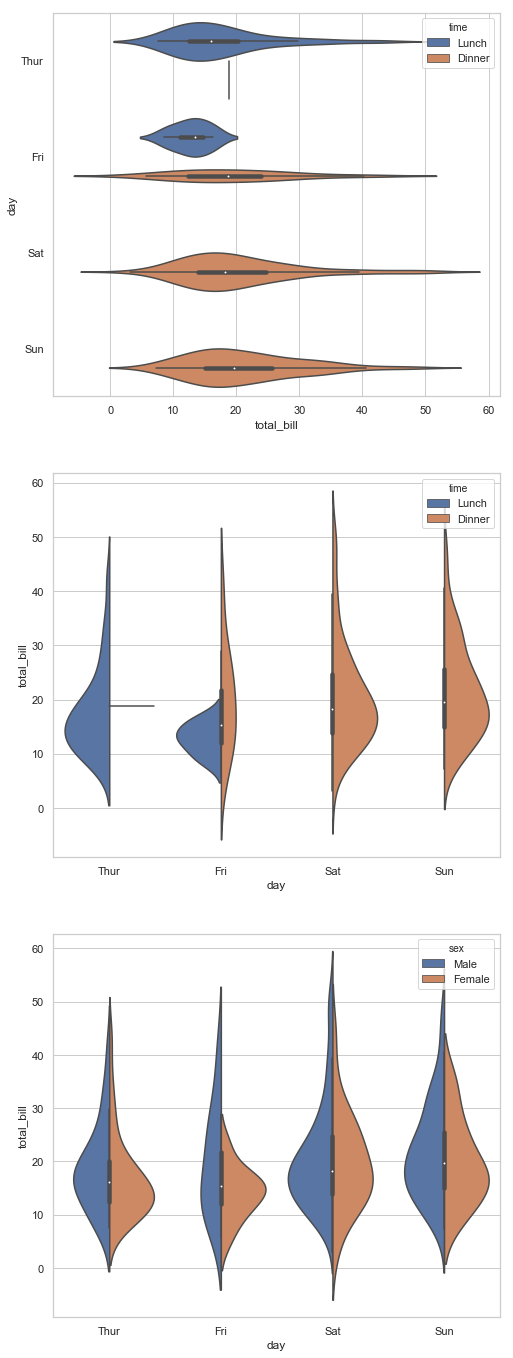 time
Lunch
Dinner
Thur
Fri
Sat
Sun
day
0 10 20 30 40 50 60
total_bill
time
Lunch
Dinner
60
50
40
30
20
10
0
total_bill
Thur Fri Sat Sun
day
sex
Male
Female
60
50
40
30
20
10
0
total_bill
Thur Fri Sat Sun
day